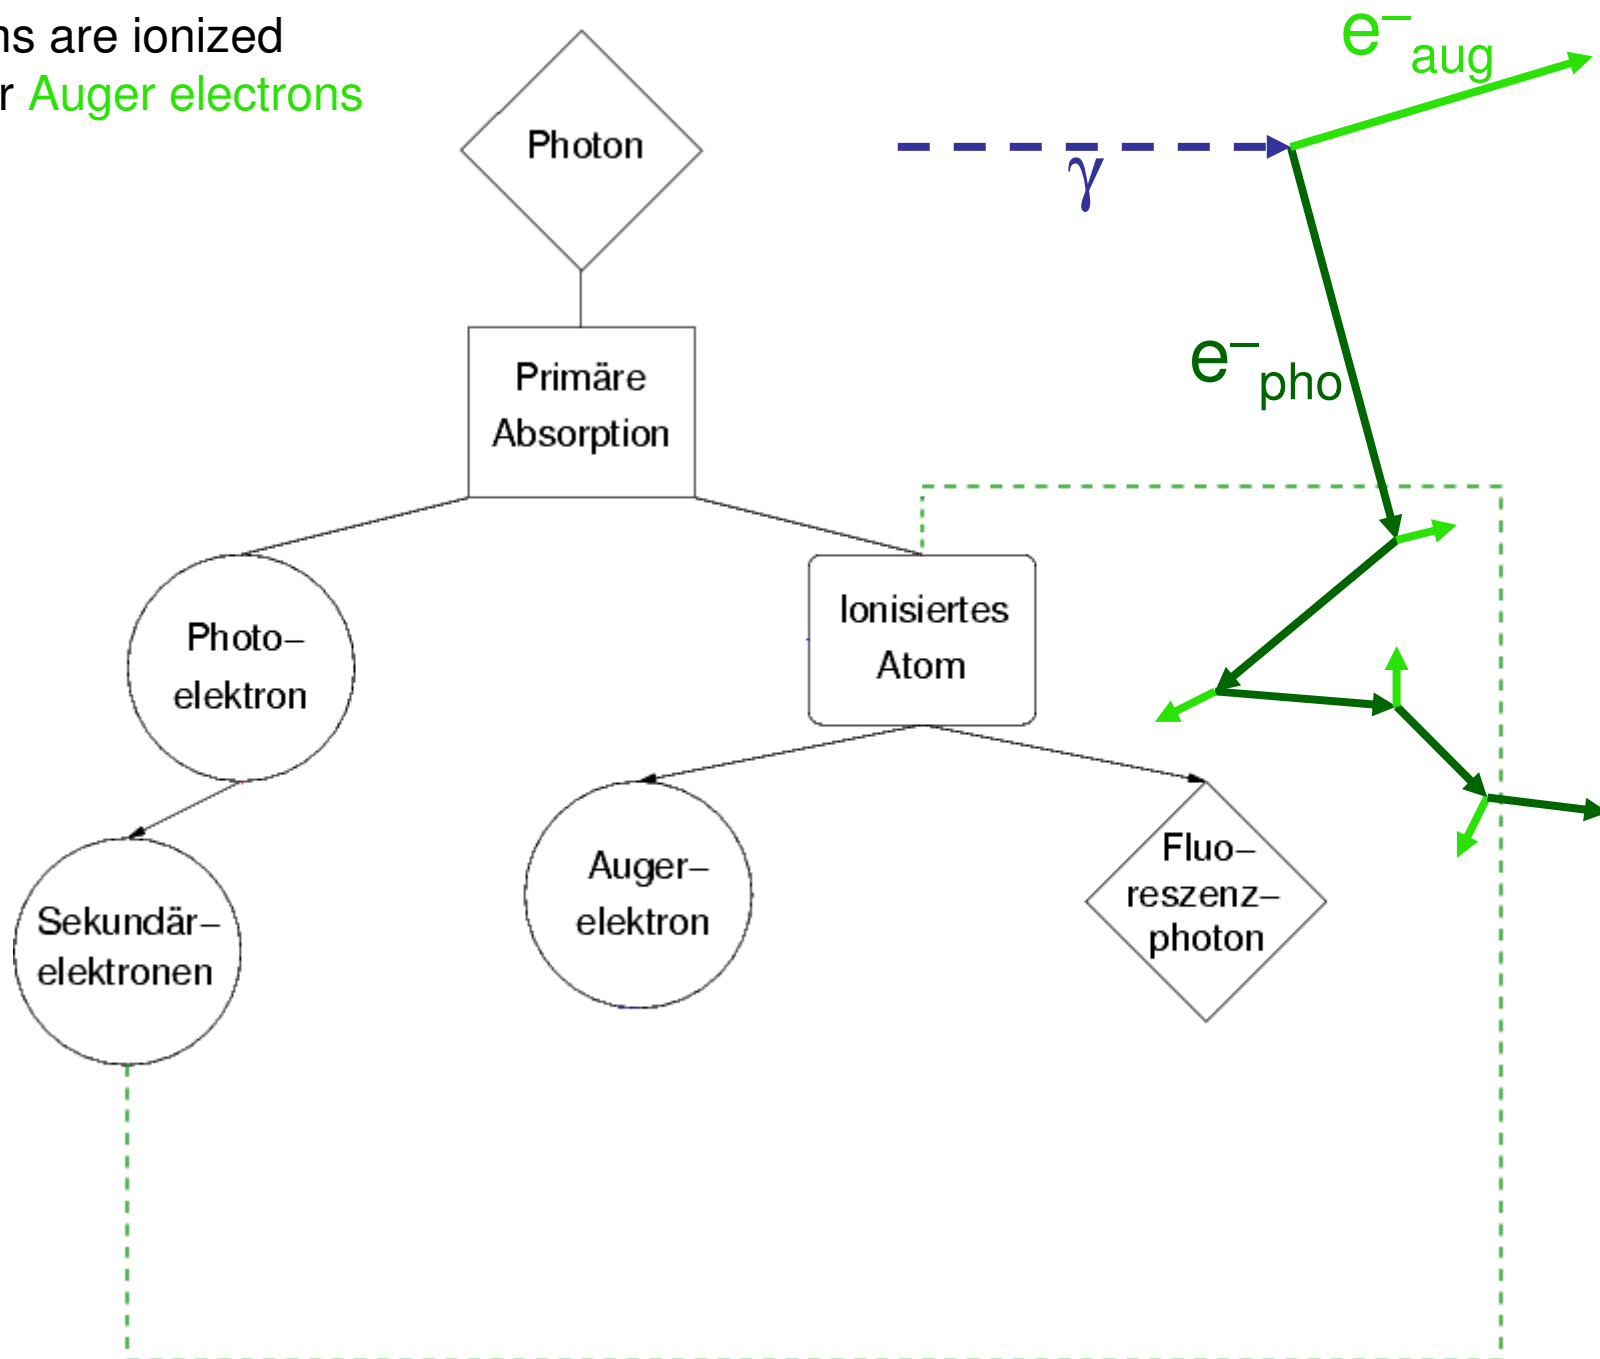 are ionized
Auger electrons
Photon
e⁻aug
γ
Primäre
Absorption
e⁻pho
Photo–
elektron
Ionisiertes
Atom
Sekundär–
elektronen
Auger–
elektron
Fluo–
reszenz–
photon